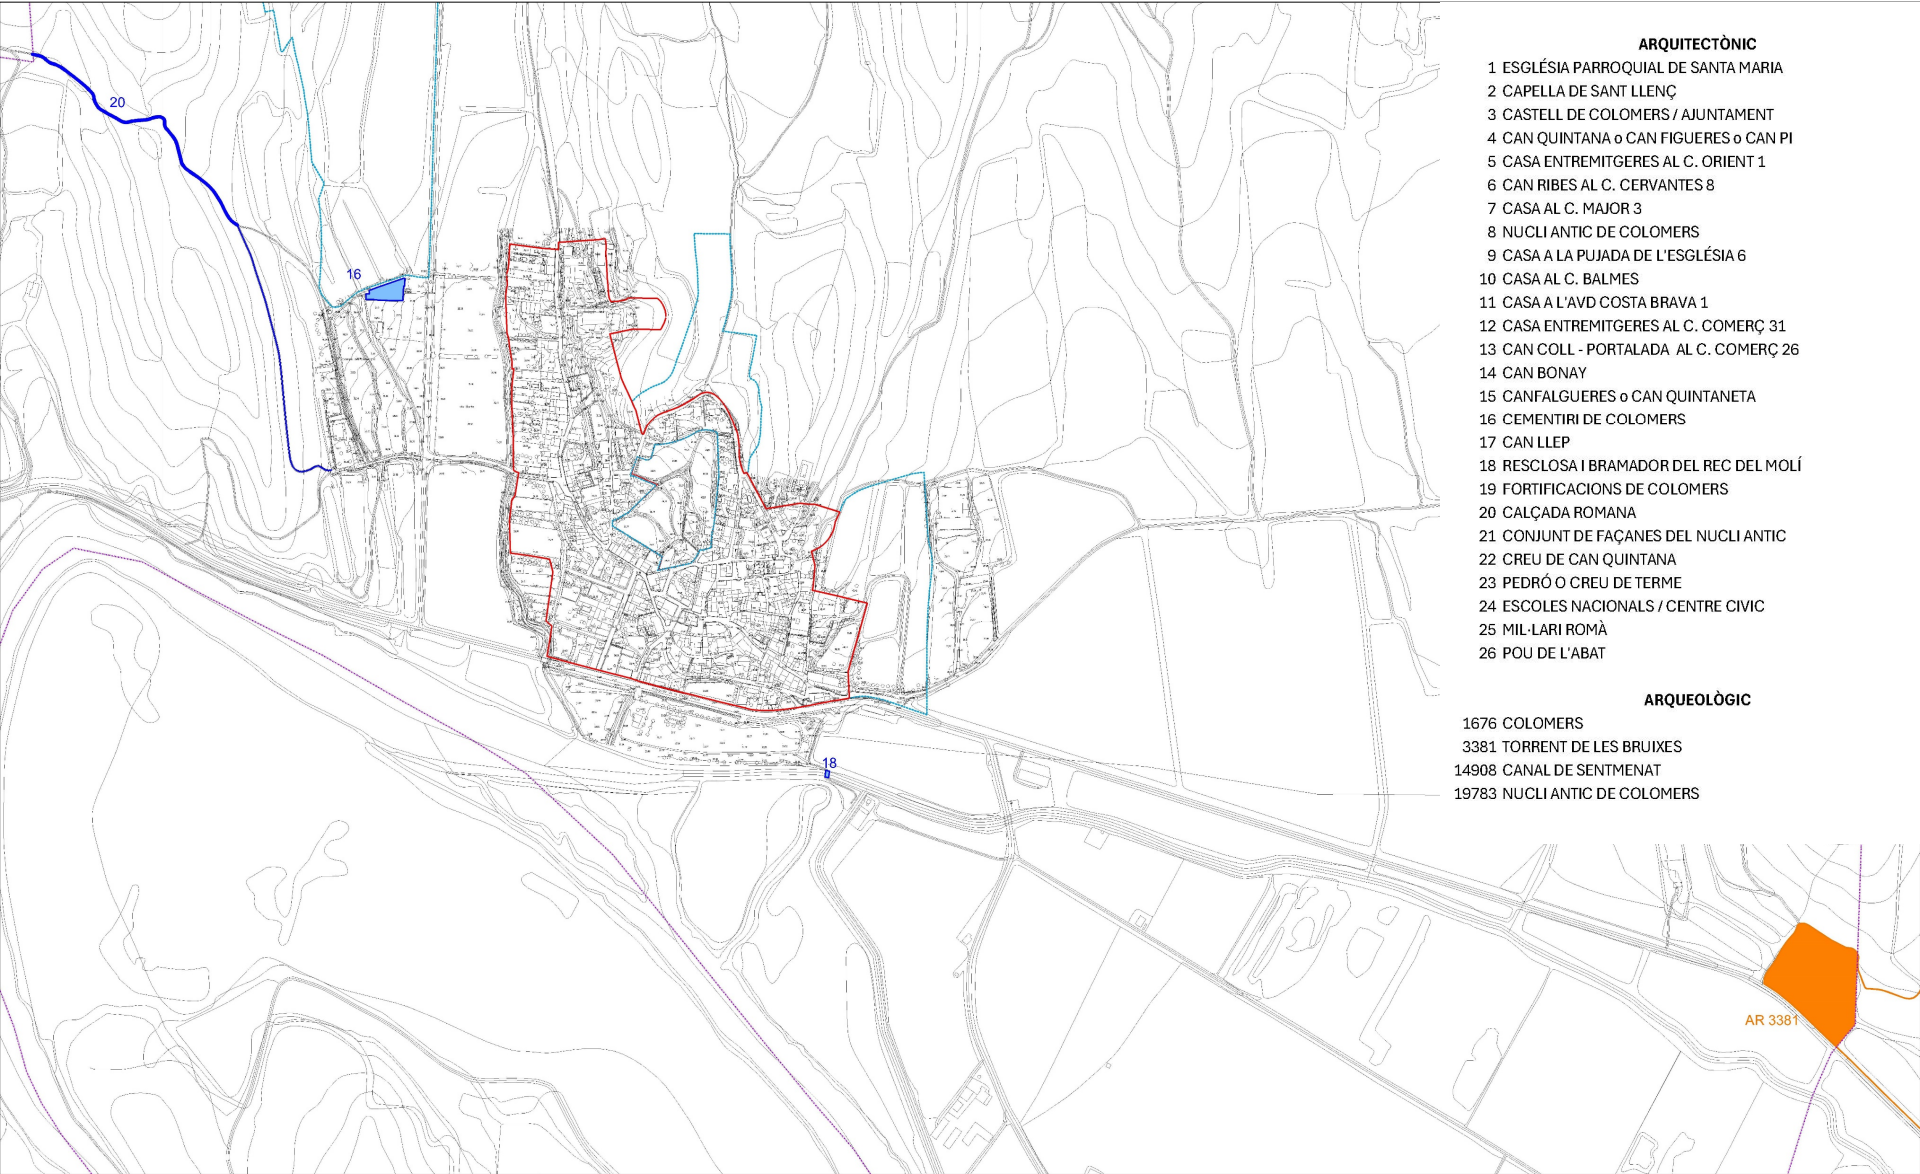 ARQUITECTÒNIC
1 ESGLÉSIA PARROQUIAL DE SANTA MARIA
2 CAPELLA DE SANT LLENÇ
3 CASTELL DE COLOMERS / AJUNTAMENT
4 CAN QUINTANA o CAN FIGUERES o CAN PI
5 CASA ENTREMITGERES AL C. ORIENT 1
6 CAN RIBES AL C. CERVANTES 8
7 CASA AL C. MAJOR 3
8 NUCLI ANTIC DE COLOMERS
9 CASA A LA PUJADA DE L'ESGLÉSIA 6
10 CASA AL C. BALMES
11 CASA A L'AVD COSTA BRAVA 1
12 CASA ENTREMITGERES AL C. COMERÇ 31
13 CAN COLL - PORTALADA AL C. COMERÇ 26
14 CAN BONAY
15 CANFALGUERES o CAN QUINTANETA
16 CEMENTIRI DE COLOMERS
17 CAN LLEP
18 RESCLOSA I BRAMADOR DEL REC DEL MOLÍ
19 FORTIFICACIONS DE COLOMERS
20 CALÇADA ROMANA
21 CONJUNT DE FAÇANES DEL NUCLI ANTIC
22 CREU DE CAN QUINTANA
23 PEDRÓ O CREU DE TERME
24 ESCOLES NACIONALS / CENTRE CIVIC
25 MIL·LARI ROMÀ
26 POU DE L'ABAT
ARQUEOLÒGIC
1676 COLOMERS
3381 TORRENT DE LES BRUIXES
14908 CANAL DE SENTMENAT
19783 NUCLI ANTIC DE COLOMERS
20
16
18
AR 3381